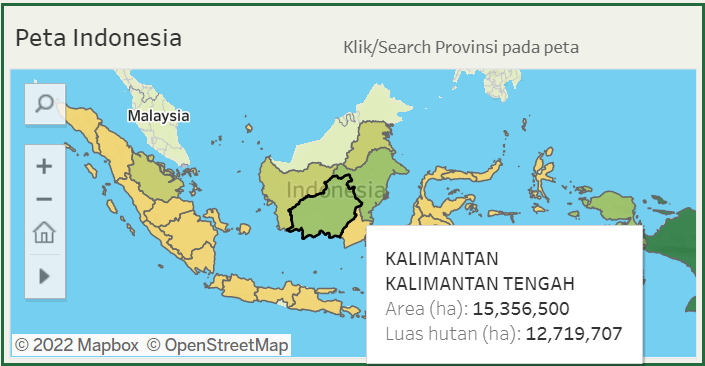 Peta Indonesia
Klik/Search Provinsi pada peta
Malaysia
Indonesia
KALIMANTAN
KALIMANTAN TENGAH
Area (ha): 15,356,500
Luas hutan (ha): 12,719,707
© 2022 Mapbox © OpenStreetMap